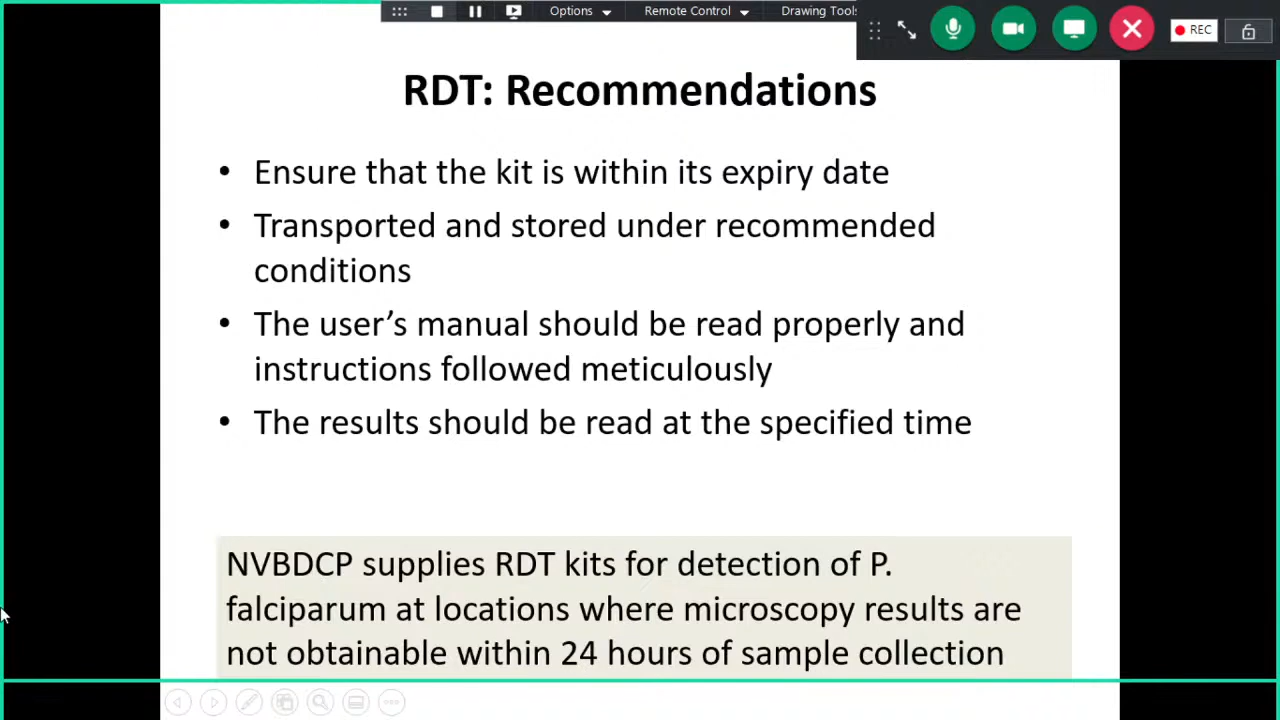 Options
Remote Control
Drawing Tools
REC
RDT: Recommendations
• Ensure that the kit is within its expiry date
• Transported and stored under recommended
conditions
• The user’s manual should be read properly and
instructions followed meticulously
• The results should be read at the specified time
NVBDCP supplies RDT kits for detection of P.
falciparum at locations where microscopy results are
not obtainable within 24 hours of sample collection